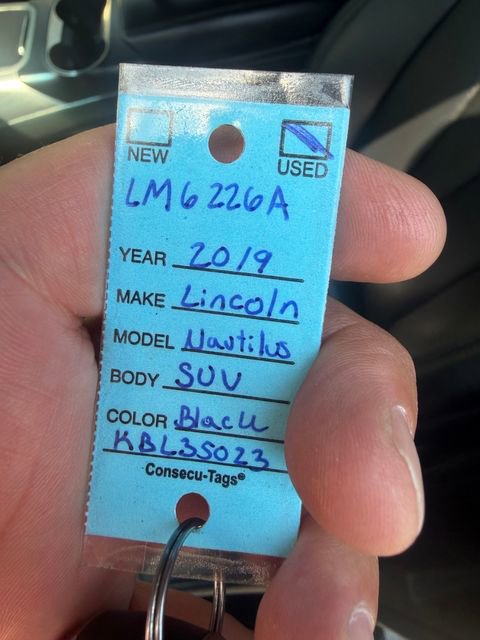 NEW USED
LM6226A
YEAR 2019
MAKE Lincoln
MODEL Nautilus
BODY SUV
COLOR Black
KBL35023
Consecu-Tags®